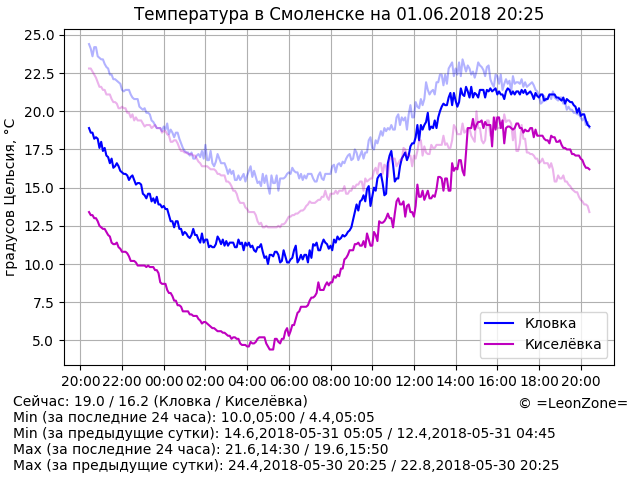 Температура в Смоленске на 01.06.2018 20:25
25.0
22.5
20.0
17.5
15.0
12.5
10.0
7.5
5.0
градусов Цельсия, °C
Кловка
Киселёвка
20:00 22:00 00:00 02:00 04:00 06:00 08:00 10:00 12:00 14:00 16:00 18:00 20:00
Сейчас: 19.0 / 16.2 (Кловка / Киселёвка)
© =LeonZone=
Min (за последние 24 часа): 10.0,05:00 / 4.4,05:05
Min (за предыдущие сутки): 14.6,2018-05-31 05:05 / 12.4,2018-05-31 04:45
Max (за последние 24 часа): 21.6,14:30 / 19.6,15:50
Max (за предыдущие сутки): 24.4,2018-05-30 20:25 / 22.8,2018-05-30 20:25